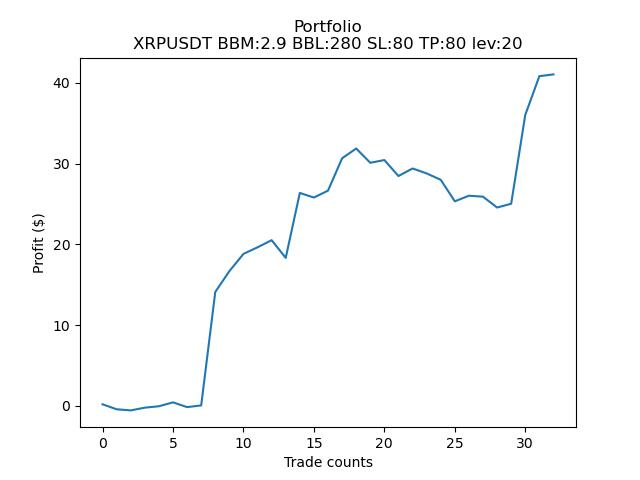 Portfolio
XRPUSDT BBM:2.9 BBL:280 SL:80 TP:80 lev:20
Profit ($)
40
30
20
10
0
0 5 10 15 20 25 30
Trade counts